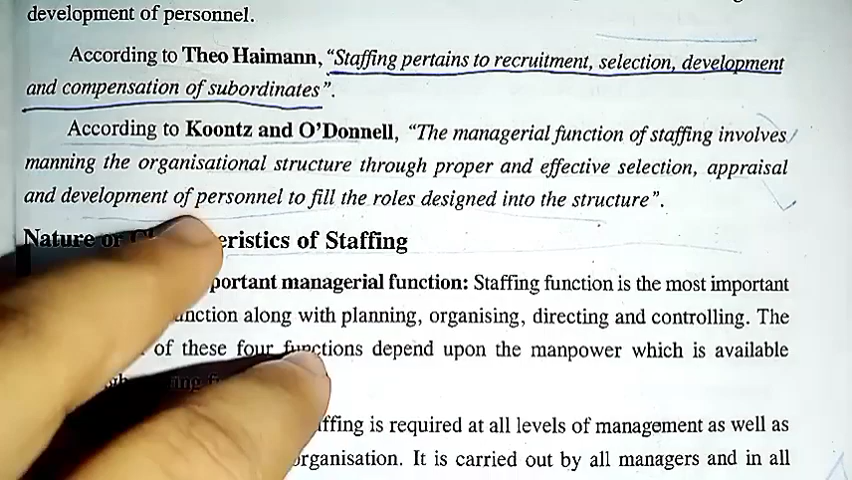 development of personnel.
According to Theo Haimann, “Staffing pertains to recruitment, selection, development
and compensation of subordinates”.
According to Koontz and O’Donnell, “The managerial function of staffing involves
manning the organisational structure through proper and effective selection, appraisal
and development of personnel to fill the roles designed into the structure”.
Nature or eristics of Staffing
portant managerial function: Staffing function is the most important
unction along with planning, organising, directing and controlling. The
of these four functions depend upon the manpower which is available
ffing is required at all levels of management as well as
rganisation. It is carried out by all managers and in all